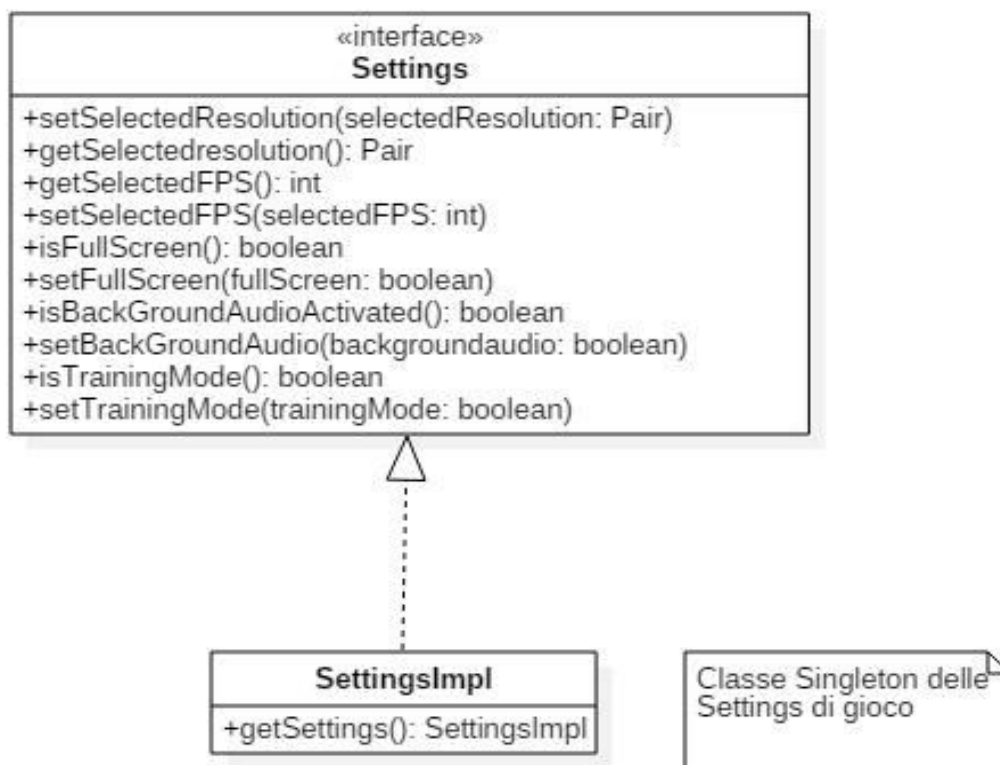 «interface»
Settings
+setSelectedResolution(selectedResolution: Pair)
+getSelectedresolution(): Pair
+getSelectedFPS(): int
+setSelectedFPS(selectedFPS: int)
+isFullScreen(): boolean
+setFullScreen(fullScreen: boolean)
+isBackGroundAudioActivated(): boolean
+setBackGroundAudio(backgroundaudio: boolean)
+isTrainingMode(): boolean
+setTrainingMode(trainingMode: boolean)
SettingsImpl
+getSettings(): SettingsImpl
Classe Singleton delle
Settings di gioco